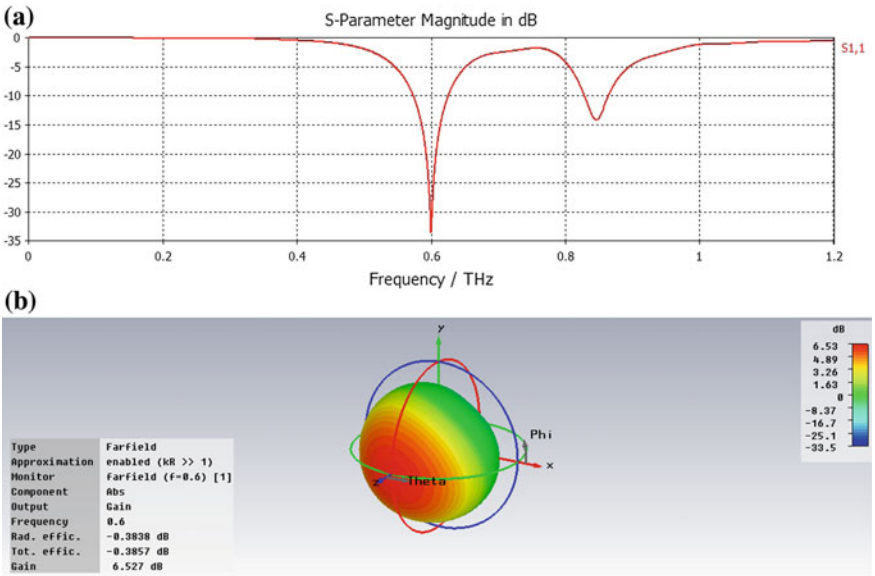 (a)
S-Parameter Magnitude in dB
0
-5
-10
-15
-20
-25
-30
-35
S1,1
0 0.2 0.4 0.6 0.8 1 1.2
Frequency / THz
(b)
y
Phi
x
z
Theta
dB
6.53
4.89
3.26
1.63
0
-8.37
-16.7
-25.1
-33.5
Type Farfield
Approximation enabled (kR >> 1)
Monitor farfield (f=0.6) [1]
Component Abs
Output Gain
Frequency 0.6
Rad. effic. -0.3838 dB
Tot. effic. -0.3857 dB
Gain 6.527 dB